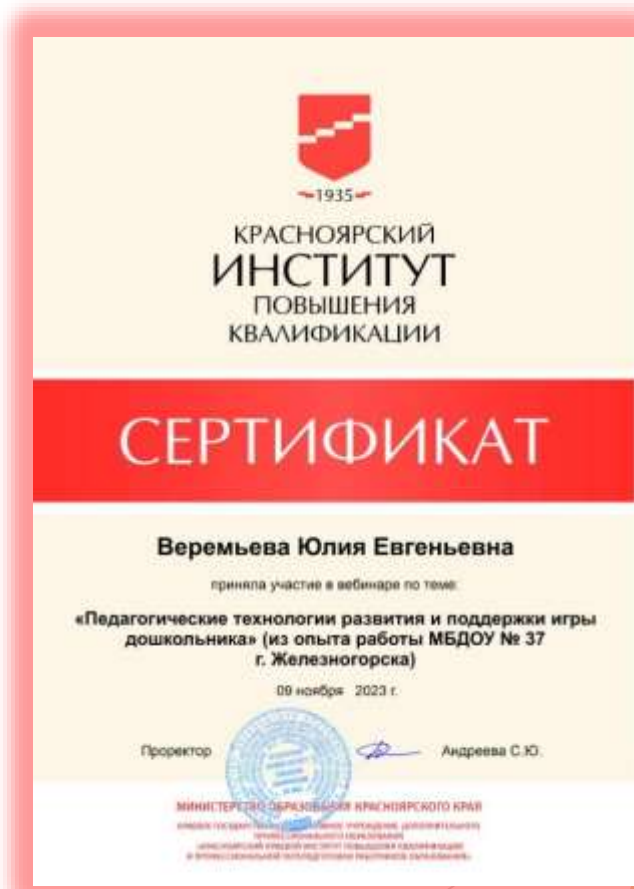 1935
КРАСНОЯРСКИЙ
ИНСТИТУТ
ПОВЫШЕНИЯ
КВАЛИФИКАЦИИ
СЕРТИФИКАТ
Веремьева Юлия Евгеньевна
приняла участие в вебинаре по теме:
«Педагогические технологии развития и поддержки игры
дошкольника» (из опыта работы МБДОУ № 37
г. Железногорска)
09 ноября 2023 г.
Проректор Андреева С.Ю.
МИНИСТЕРСТВО ОБРАЗОВАНИЯ КРАСНОЯРСКОГО КРАЯ